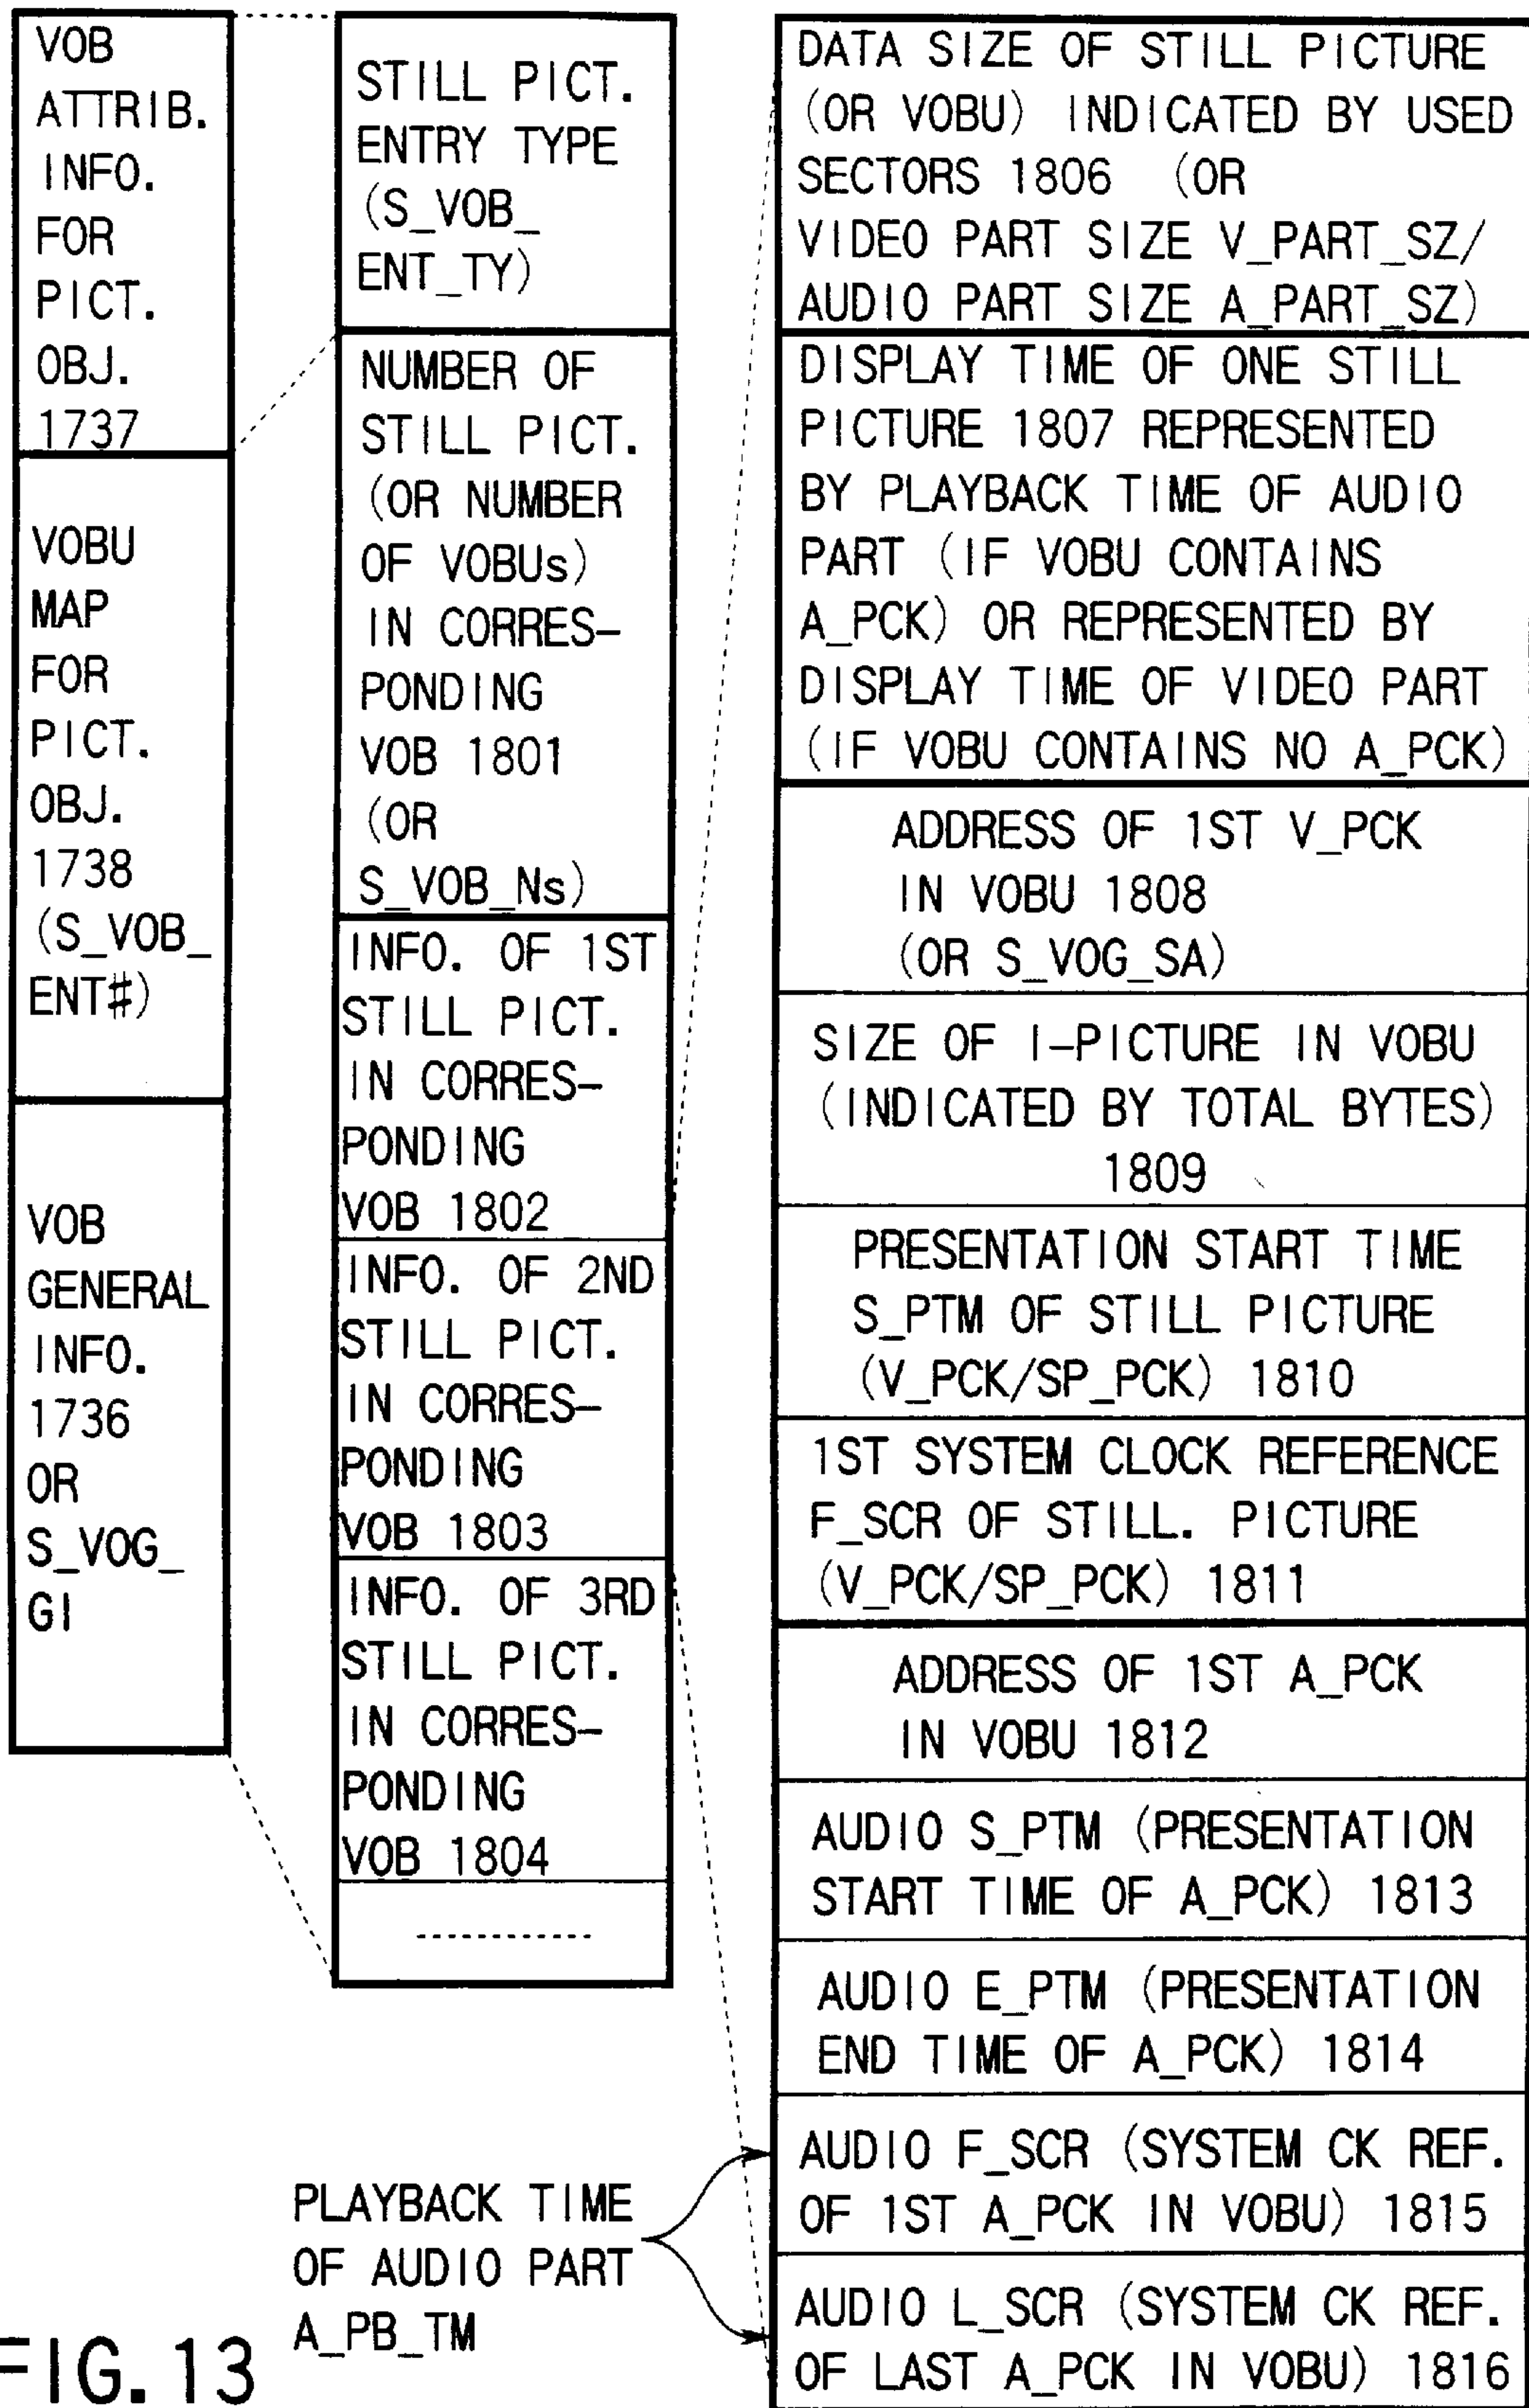 VOB
ATTRIB.
INFO.
FOR
PICT.
OBJ.
1737
VOBU
MAP
FOR
PICT.
OBJ.
1738
(S_VOB_
ENT#)
VOB
GENERAL
INFO.
1736
OR
S_VOG_
GI
STILL PICT.
ENTRY TYPE
(S_VOB_
ENT_TY)
NUMBER OF
STILL PICT.
(OR NUMBER
OF VOBUs)
IN CORRES-
PONDING
VOB 1801
(OR
S_VOB_Ns)
INFO. OF 1ST
STILL PICT.
IN CORRES-
PONDING
VOB 1802
INFO. OF 2ND
STILL PICT.
IN CORRES-
PONDING
VOB 1803
INFO. OF 3RD
STILL PICT.
IN CORRES-
PONDING
VOB 1804
------------
DATA SIZE OF STILL PICTURE
(OR VOBU) INDICATED BY USED
SECTORS 1806 (OR
VIDEO PART SIZE V_PART_SZ/
AUDIO PART SIZE A_PART_SZ)
DISPLAY TIME OF ONE STILL
PICTURE 1807 REPRESENTED
BY PLAYBACK TIME OF AUDIO
PART (IF VOBU CONTAINS
A_PCK) OR REPRESENTED BY
DISPLAY TIME OF VIDEO PART
(IF VOBU CONTAINS NO A_PCK)
ADDRESS OF 1ST V_PCK
IN VOBU 1808
(OR S_VOG_SA)
SIZE OF I-PICTURE IN VOBU
(INDICATED BY TOTAL BYTES)
1809
PRESENTATION START TIME
S_PTM OF STILL PICTURE
(V_PCK/SP_PCK) 1810
1ST SYSTEM CLOCK REFERENCE
F_SCR OF STILL. PICTURE
(V_PCK/SP_PCK) 1811
ADDRESS OF 1ST A_PCK
IN VOBU 1812
AUDIO S_PTM (PRESENTATION
START TIME OF A_PCK) 1813
AUDIO E_PTM (PRESENTATION
END TIME OF A_PCK) 1814
AUDIO F_SCR (SYSTEM CK REF.
OF 1ST A_PCK IN VOBU) 1815
AUDIO L_SCR (SYSTEM CK REF.
OF LAST A_PCK IN VOBU) 1816
PLAYBACK TIME
OF AUDIO PART
A_PB_TM
FIG. 13